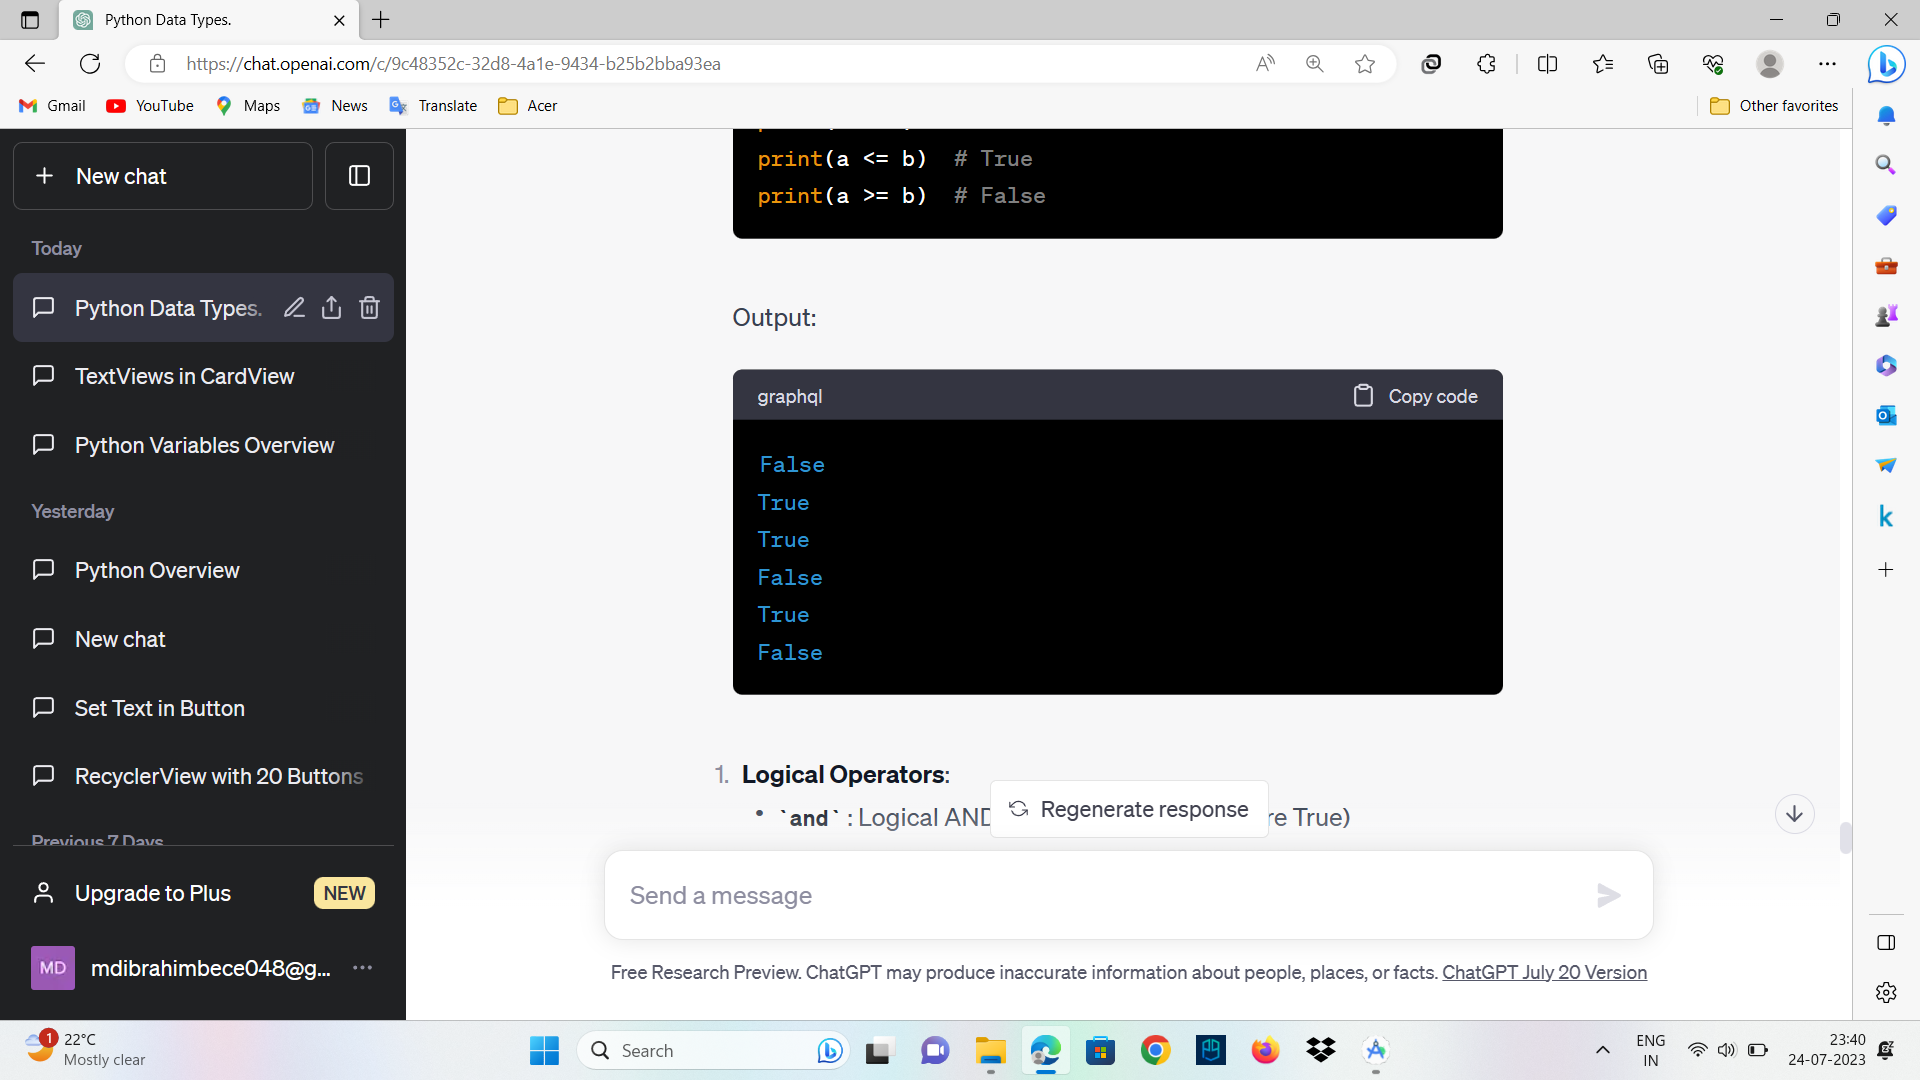 Python Data Types.
https://chat.openai.com/c/9c48352c-32d8-4a1e-9434-b25b2bba93ea
Gmail YouTube Maps News Translate Acer Other favorites
New chat
Today
Python Data Types.
TextViews in CardView
Python Variables Overview
Yesterday
Python Overview
New chat
Set Text in Button
RecyclerView with 20 Buttons
Previous 7 Days
Upgrade to Plus NEW
MD mdibrahimbece048@g...
print(a <= b)  # True
print(a >= b)  # False
Output:
graphql Copy code
False
True
True
False
True
False
1. Logical Operators:
• `and`: Logical AND re True)
Regenerate response
Send a message
Free Research Preview. ChatGPT may produce inaccurate information about people, places, or facts. ChatGPT July 20 Version
1
22°C
Mostly clear
Search
ENG
IN
23:40
24-07-2023